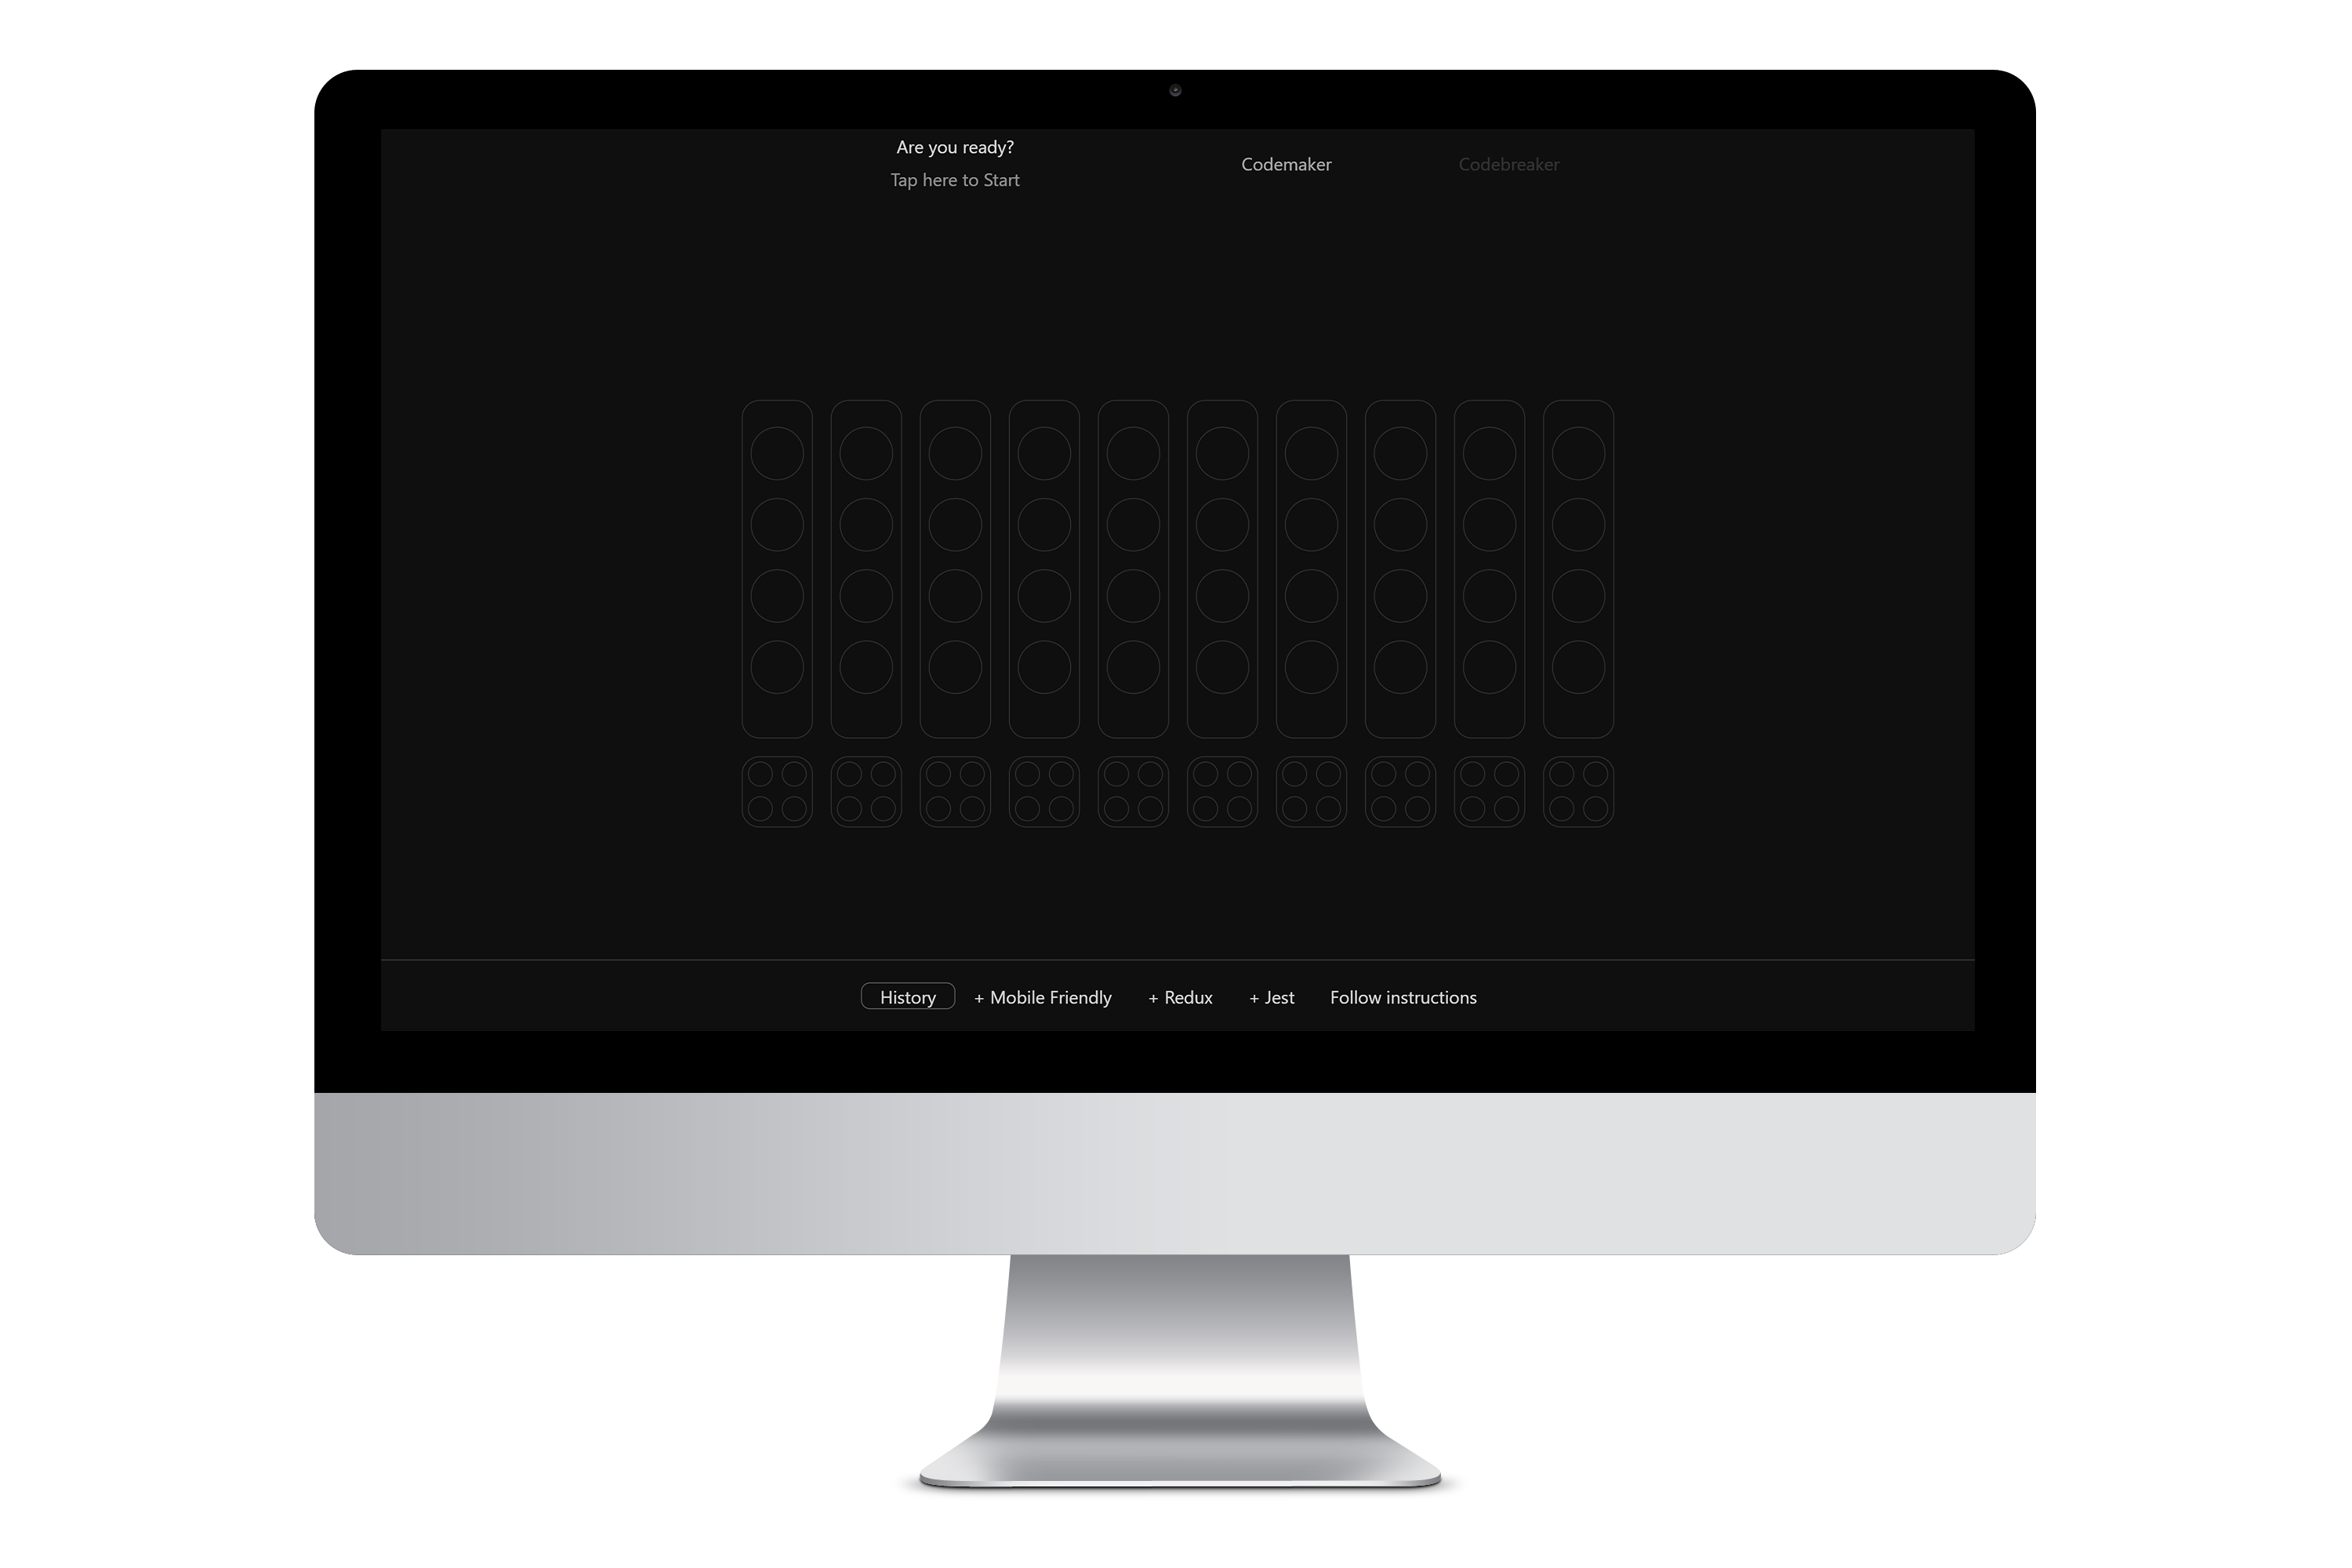 Are you ready?
Tap here to Start
Codemaker
Codebreaker
History
+ Mobile Friendly
+ Redux
+ Jest
Follow instructions